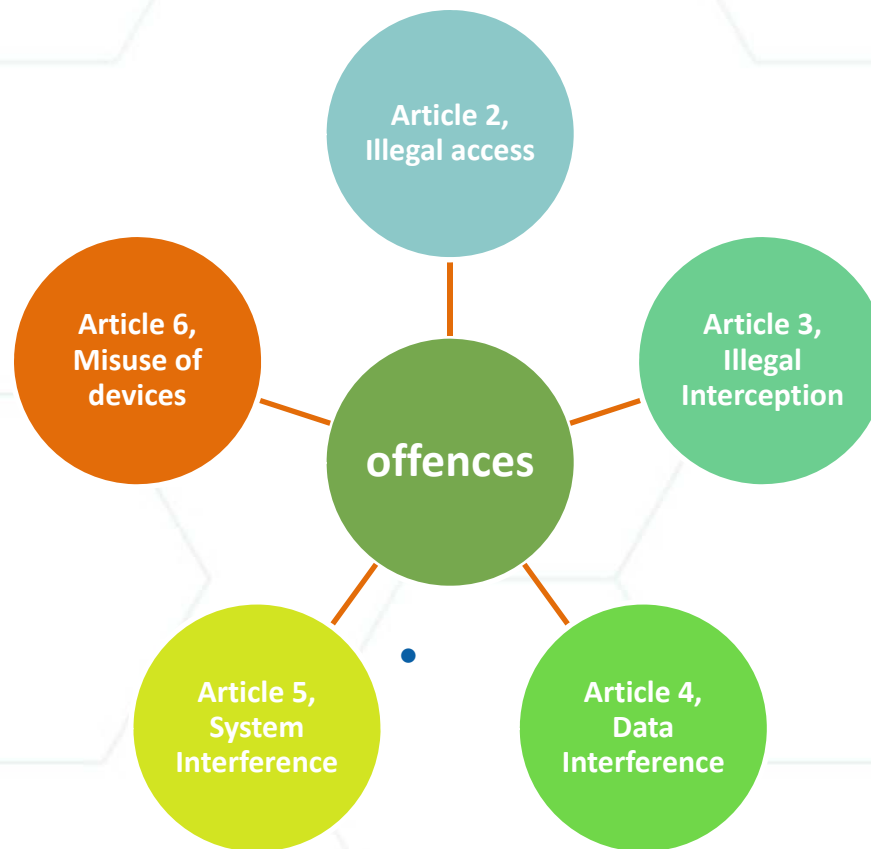 Article 2,
Illegal access
Article 6,
Misuse of
devices
Article 3,
Illegal
Interception
offences
Article 5,
System
Interference
Article 4,
Data
Interference